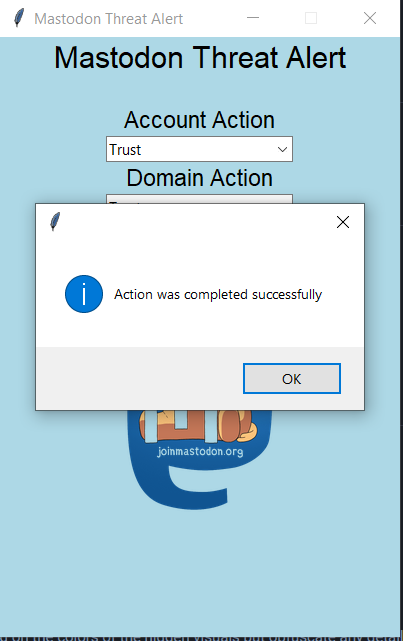 Mastodon Threat Alert
Mastodon Threat Alert
Account Action
Trust
Domain Action
Action was completed successfully
OK
joinmastodon.org